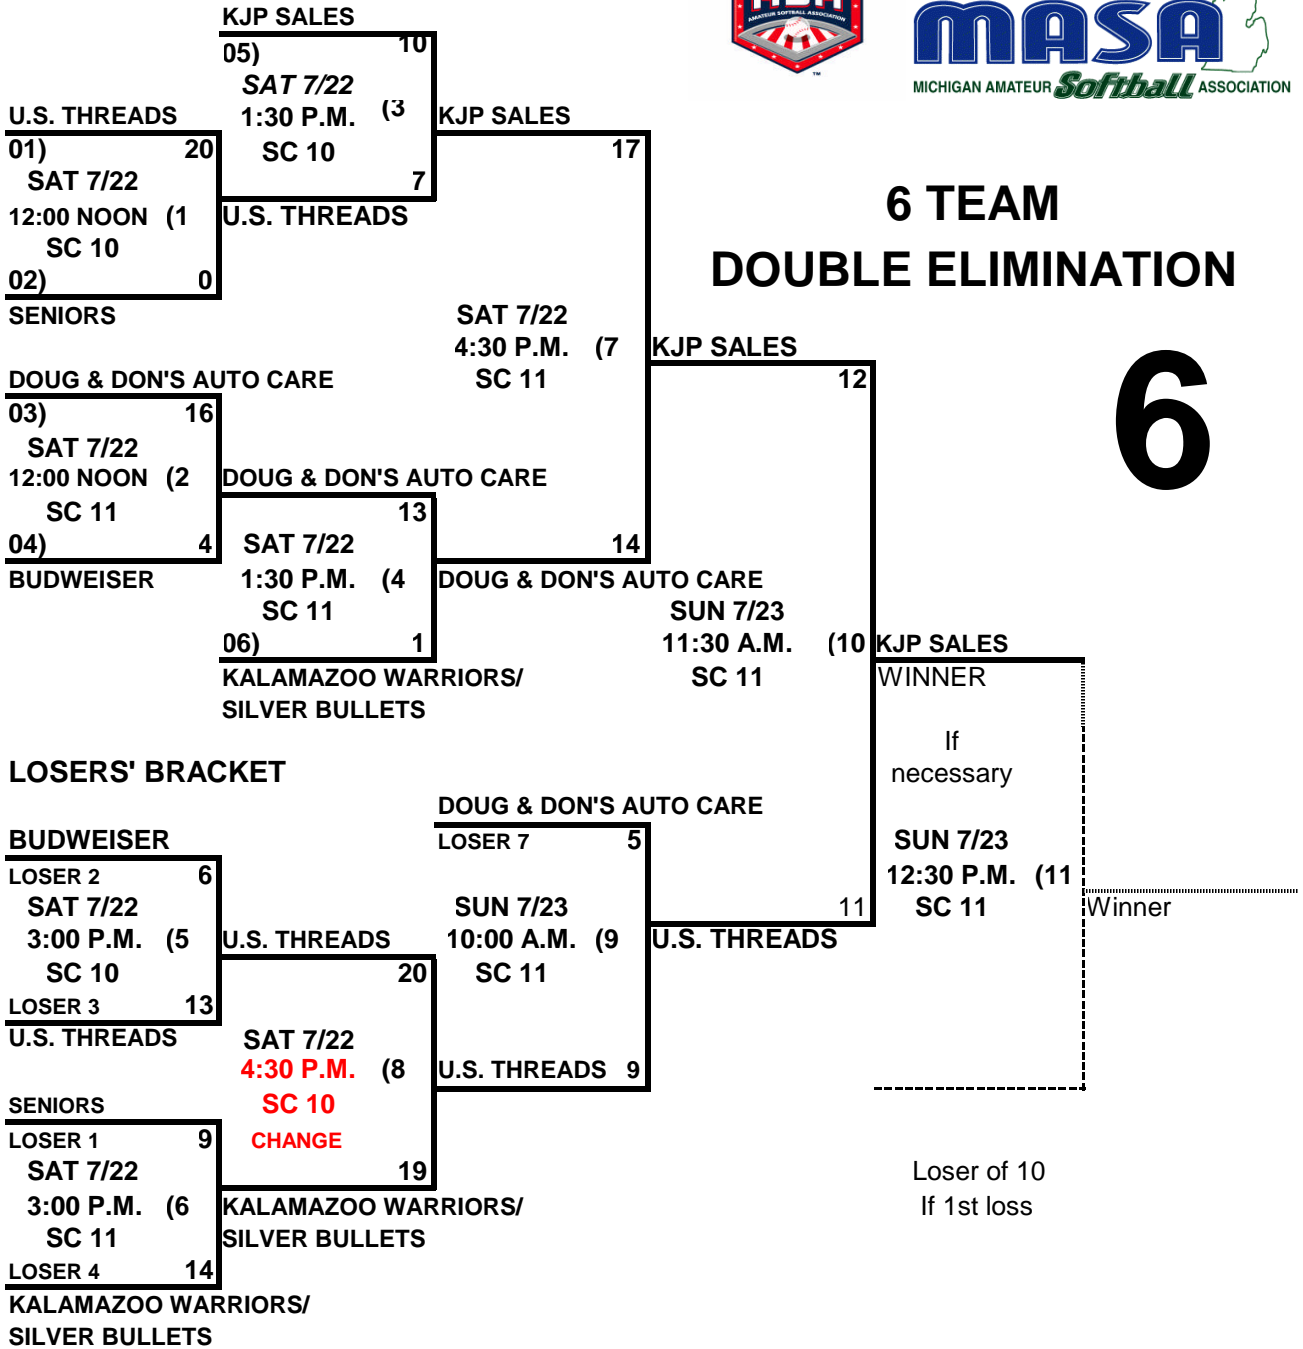 KJP SALES
05) 10
SAT 7/22
1:30 P.M. (3
SC 10
7
U.S. THREADS
AMATEUR SOFTBALL ASSOCIATION
TM
MASA
MICHIGAN AMATEUR Softball ASSOCIATION
U.S. THREADS
01) 20
SAT 7/22
12:00 NOON (1
SC 10
02) 0
SENIORS
KJP SALES
17
SAT 7/22
4:30 P.M. (7
SC 11
14
DOUG & DON'S AUTO CARE
6 TEAM
DOUBLE ELIMINATION
6
DOUG & DON'S AUTO CARE
03) 16
SAT 7/22
12:00 NOON (2
SC 11
04) 4
BUDWEISER
DOUG & DON'S AUTO CARE
13
SAT 7/22
1:30 P.M. (4
SC 11
06) 1
KALAMAZOO WARRIORS/
SILVER BULLETS
KJP SALES
12
SUN 7/23
11:30 A.M. (10
SC 11
11
U.S. THREADS
KJP SALES
WINNER
If
necessary
SUN 7/23
12:30 P.M. (11
SC 11
Winner
Loser of 10
If 1st loss
LOSERS' BRACKET
BUDWEISER
LOSER 2 6
SAT 7/22
3:00 P.M. (5
SC 10
LOSER 3 13
U.S. THREADS
SENIORS
LOSER 1 9
SAT 7/22
3:00 P.M. (6
SC 11
LOSER 4 14
KALAMAZOO WARRIORS/
SILVER BULLETS
U.S. THREADS
20
SAT 7/22
4:30 P.M. (8
SC 10
CHANGE
19
KALAMAZOO WARRIORS/
SILVER BULLETS
DOUG & DON'S AUTO CARE
LOSER 7 5
SUN 7/23
10:00 A.M. (9
SC 11
U.S. THREADS 9